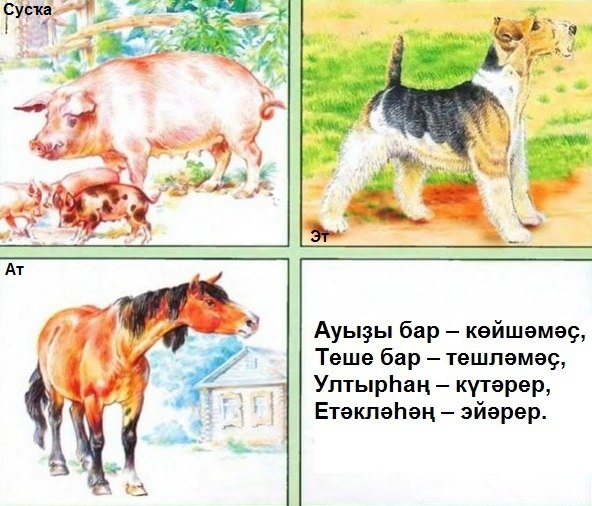 Сусҡа
Эт
Ат
Ауыҙы бар – көйшәмәҫ,
Теше бар – тешләмәҫ,
Ултырһаң – күтәрер,
Етәкләһәң – эйәрер.